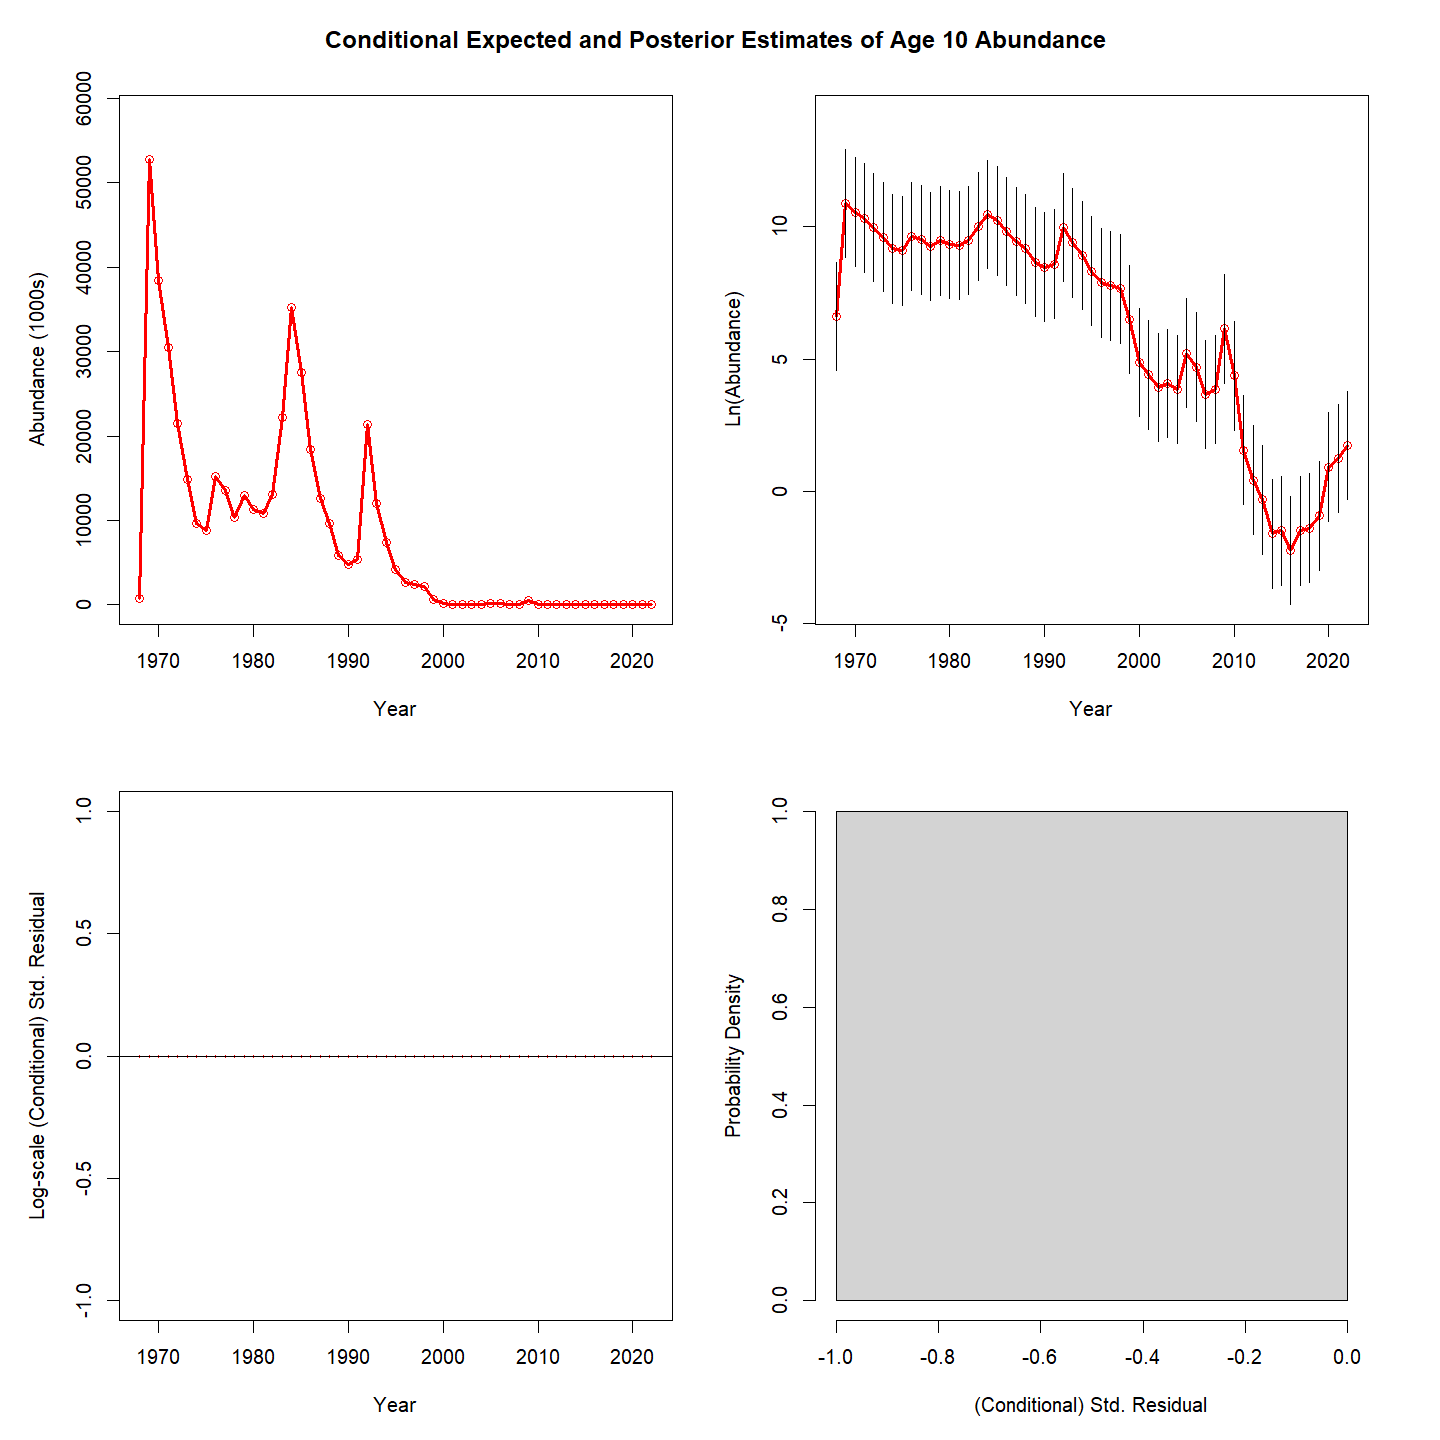 Conditional Expected and Posterior Estimates of Age 10 Abundance
Abundance (1000s)
60000
50000
40000
30000
20000
10000
0
1970 1980 1990 2000 2010 2020
Year
Ln(Abundance)
10
5
0
-5
1970 1980 1990 2000 2010 2020
Year
Log-scale (Conditional) Std. Residual
1.0
0.5
0.0
-0.5
-1.0
1970 1980 1990 2000 2010 2020
Year
Probability Density
1.0
0.8
0.6
0.4
0.2
0.0
-1.0 -0.8 -0.6 -0.4 -0.2 0.0
(Conditional) Std. Residual